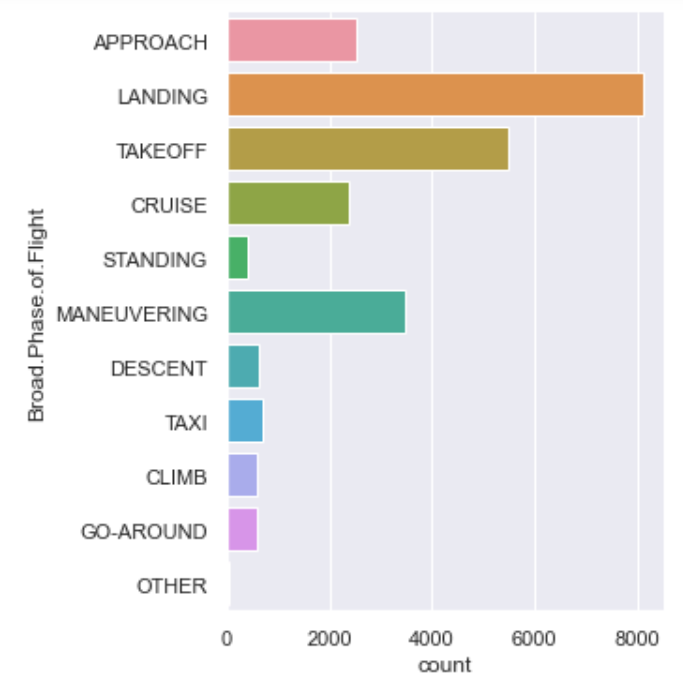 APPROACH
LANDING
TAKEOFF
CRUISE
STANDING
MANEUVERING
DESCENT
TAXI
CLIMB
GO-AROUND
OTHER
Broad.Phase.of.Flight
0 2000 4000 6000 8000
count